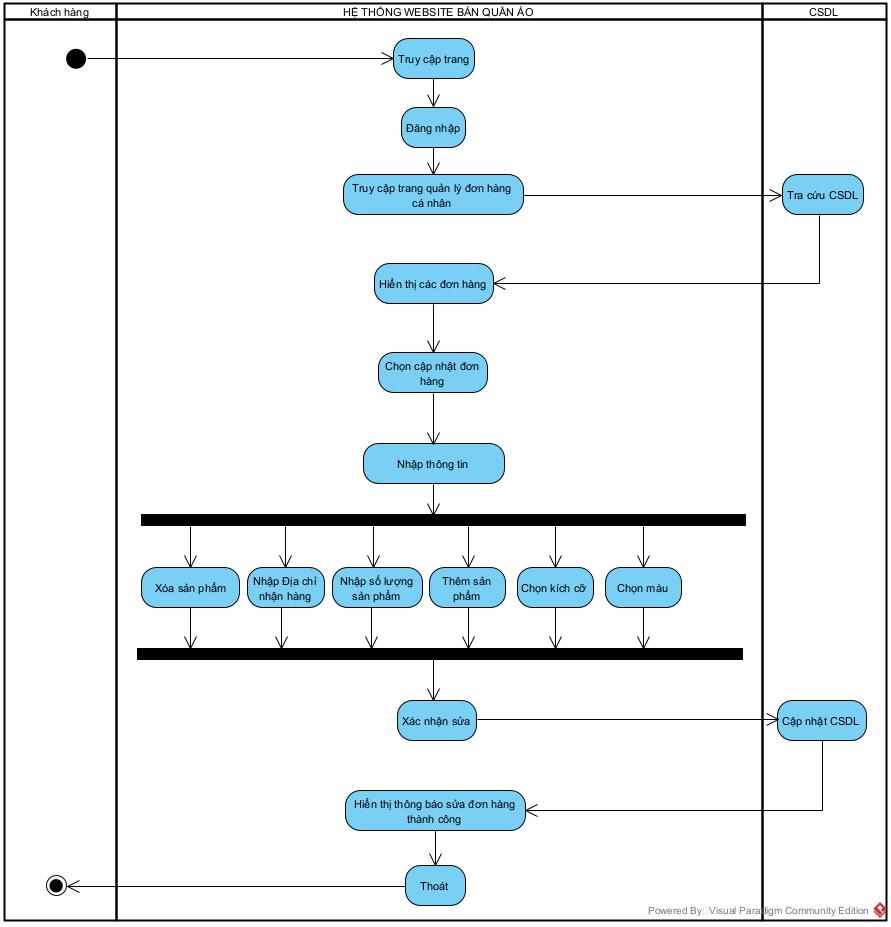 Khách hàng
HỆ THỐNG WEBSITE BÁN QUẦN ÁO
CSDL
Truy cập trang
Đăng nhập
Truy cập trang quản lý đơn hàng
cá nhân
Tra cứu CSDL
Hiển thị các đơn hàng
Chọn cập nhật đơn
hàng
Nhập thông tin
Xóa sản phẩm
Nhập Địa chỉ
nhận hàng
Nhập số lượng
sản phẩm
Thêm sản
phẩm
Chọn kích cỡ
Chọn màu
Xác nhận sửa
Cập nhật CSDL
Hiển thị thông báo sửa đơn hàng
thành công
Thoát
Powered By Visual Paradigm Community Edition